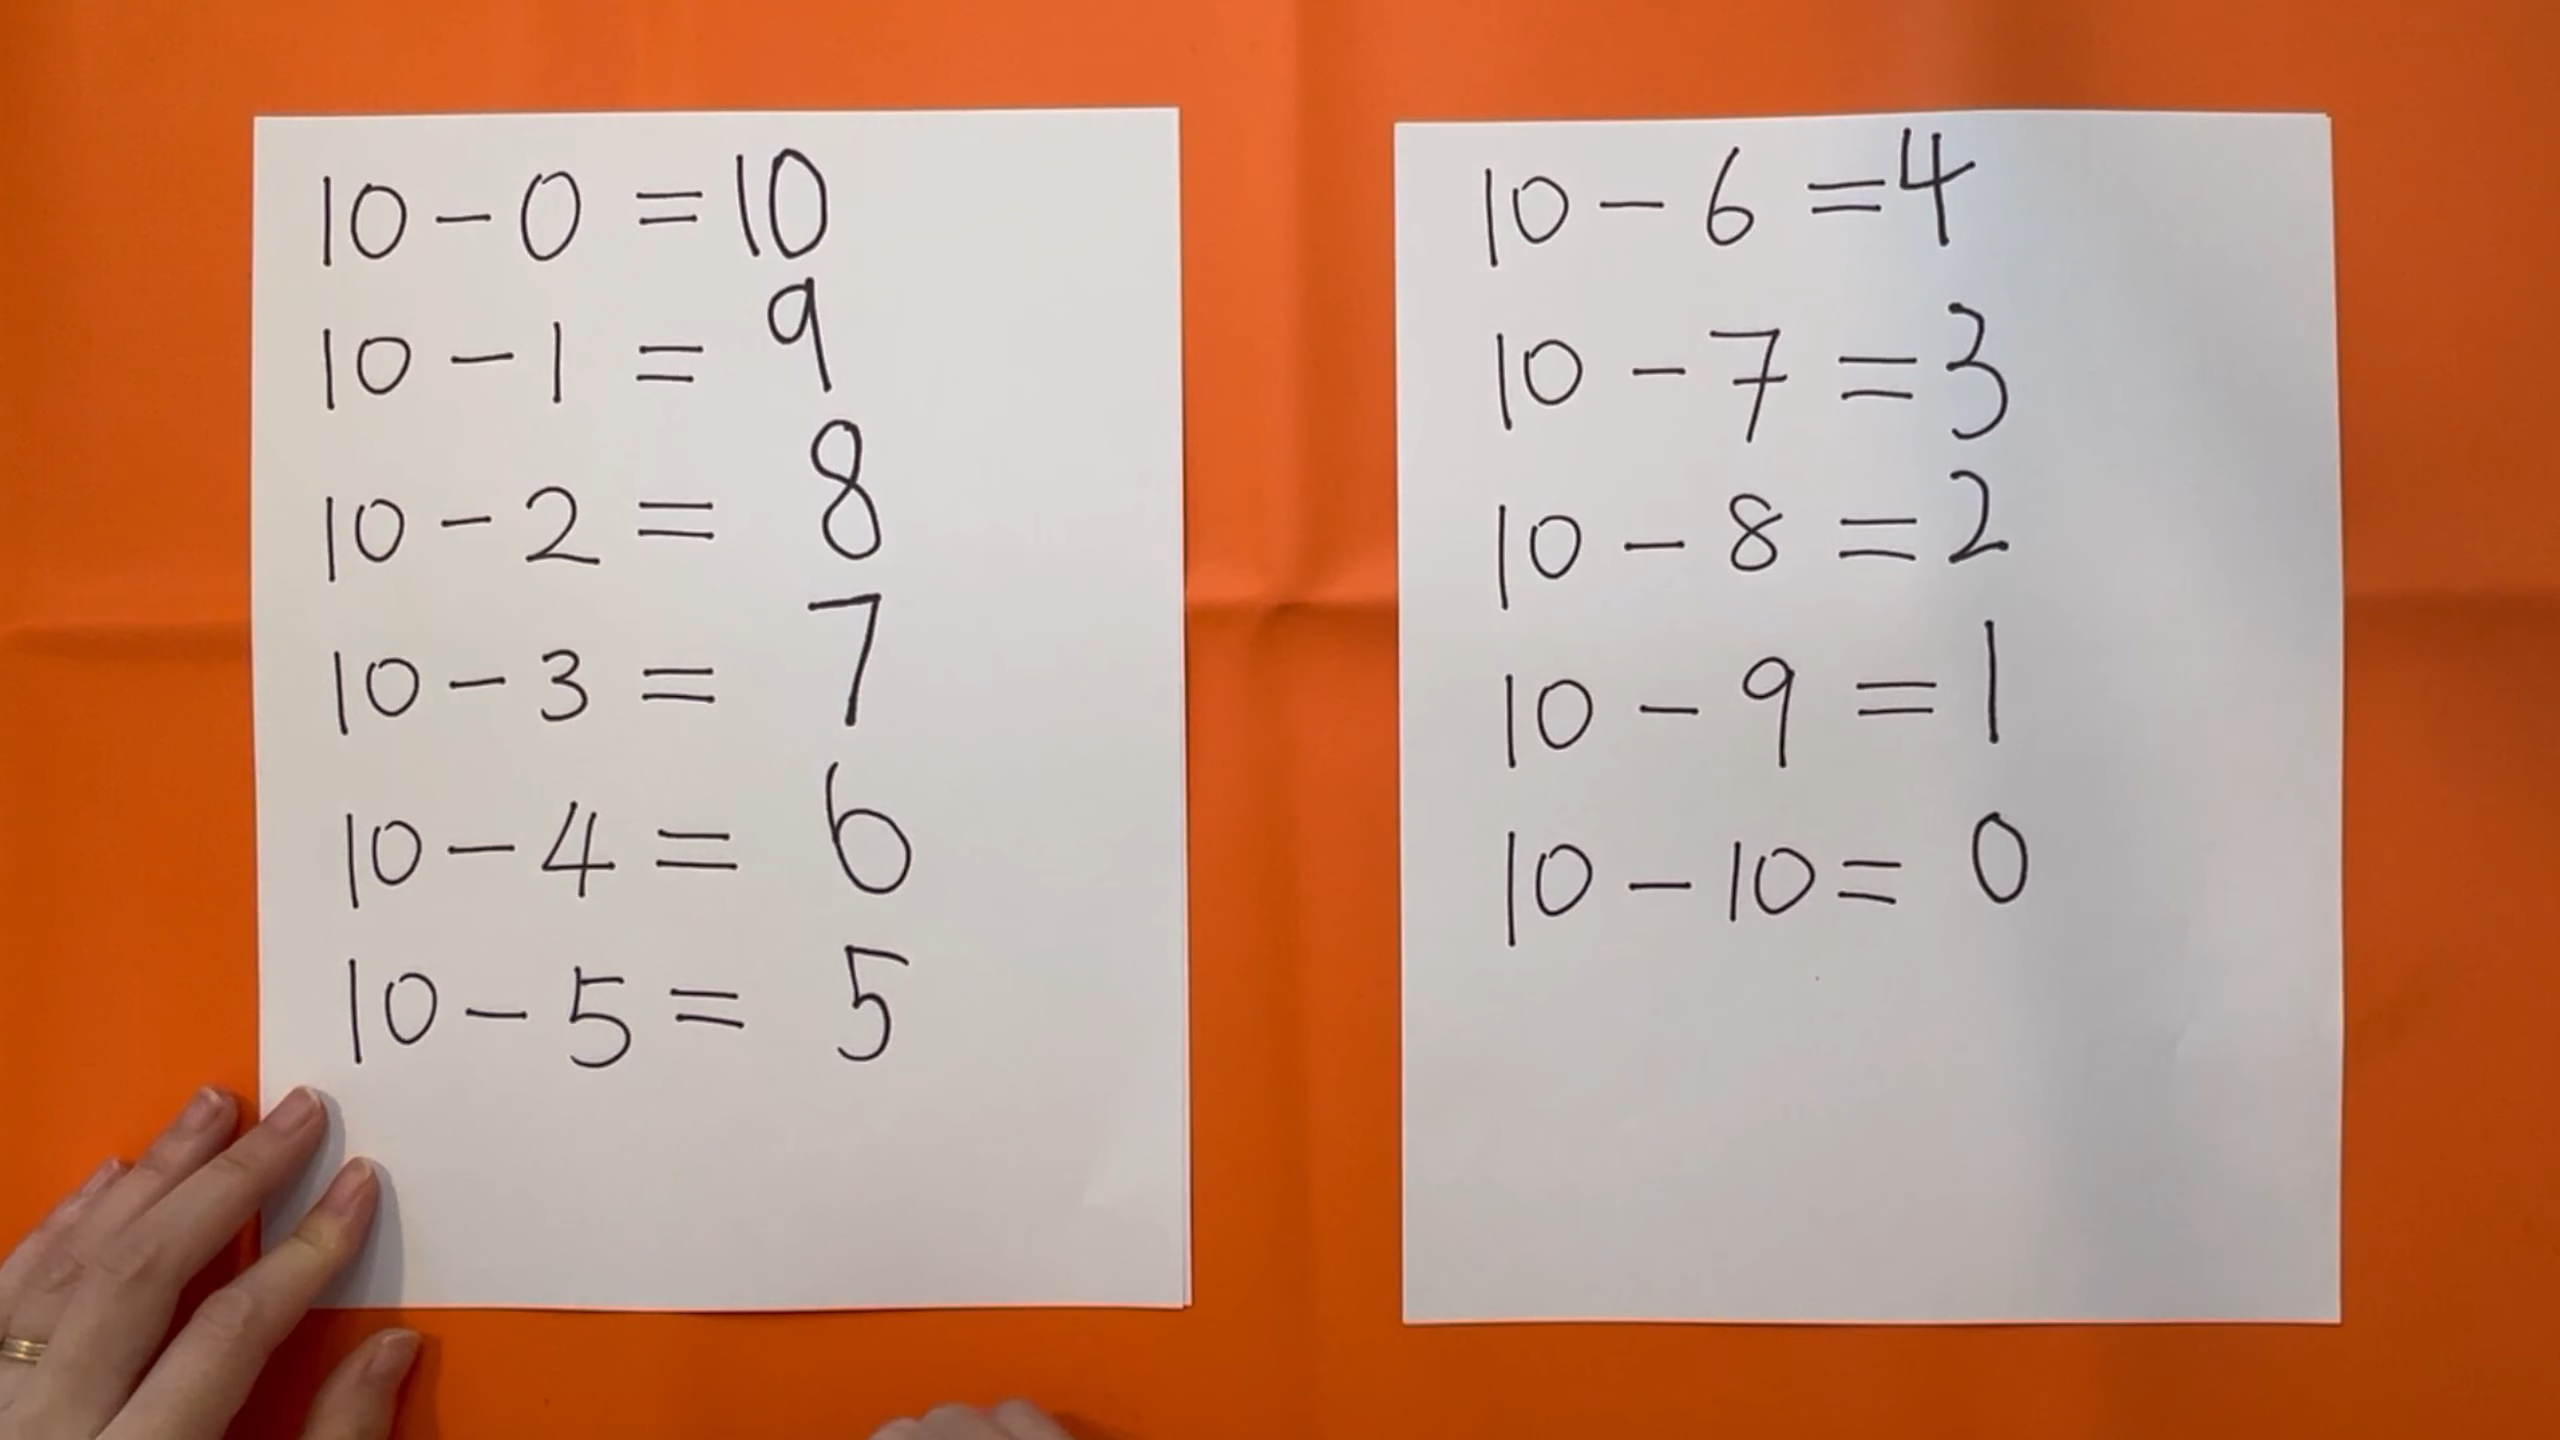 10 - 0 = 10
10 - 1 = 9
10 - 2 = 8
10 - 3 = 7
10 - 4 = 6
10 - 5 = 5
10 - 6 = 4
10 - 7 = 3
10 - 8 = 2
10 - 9 = 1
10 - 10 = 0